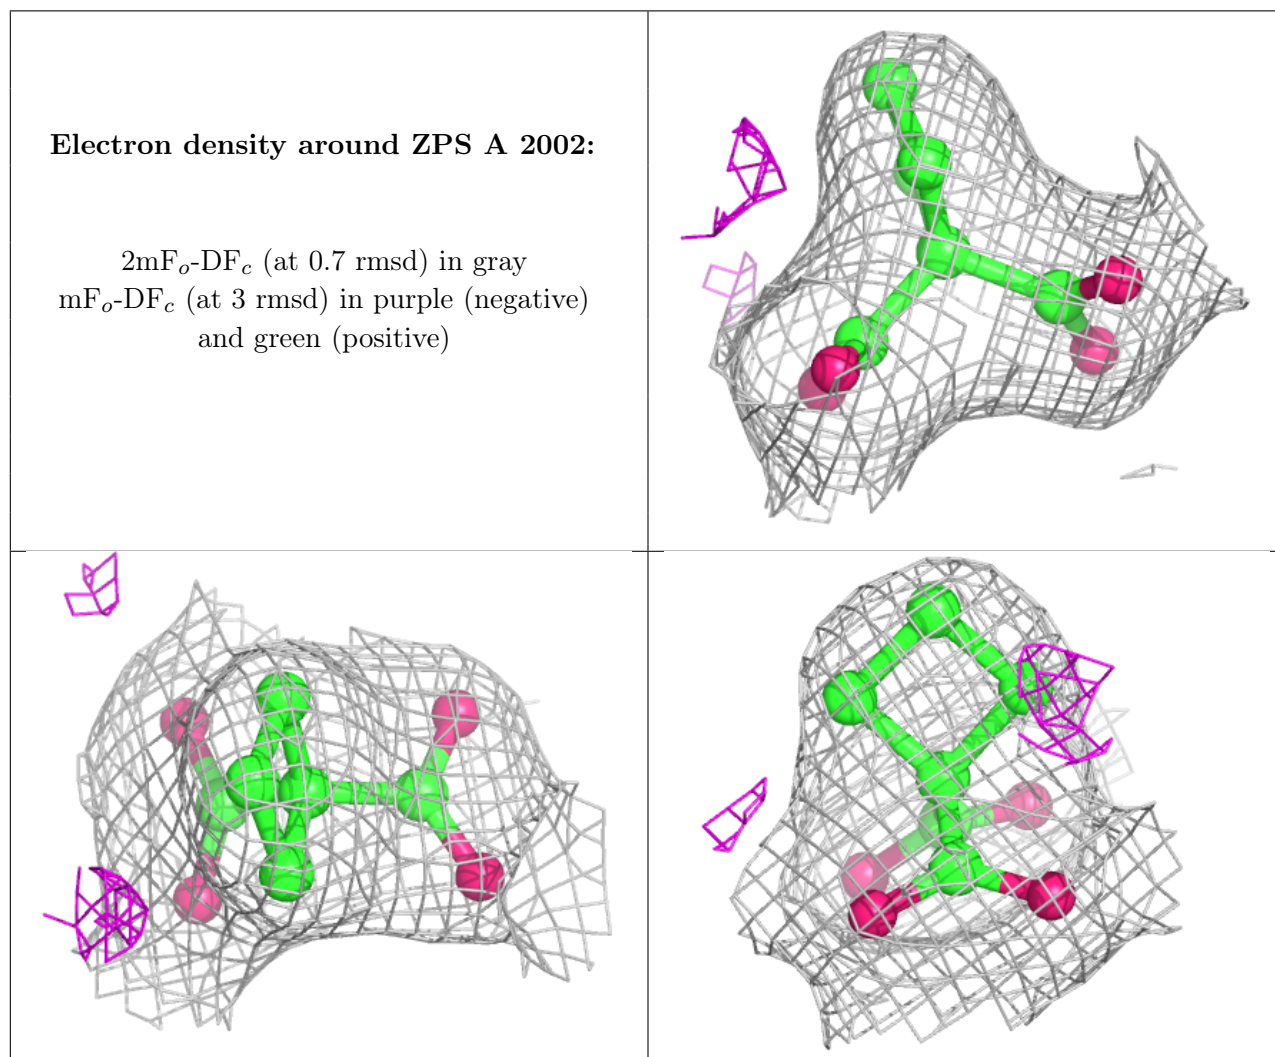 Electron density around ZPS A 2002:
2mFo-DFc (at 0.7 rmsd) in gray
mFo-DFc (at 3 rmsd) in purple (negative)
and green (positive)